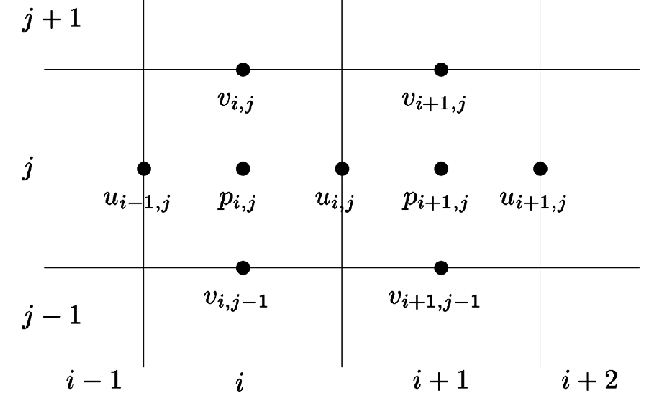 j + 1
v_{i,j} v_{i+1,j}
j
u_{i−1,j} p_{i,j} u_{i,j} p_{i+1,j} u_{i+1,j}
v_{i,j−1} v_{i+1,j−1}
j − 1
i − 1 i i + 1 i + 2